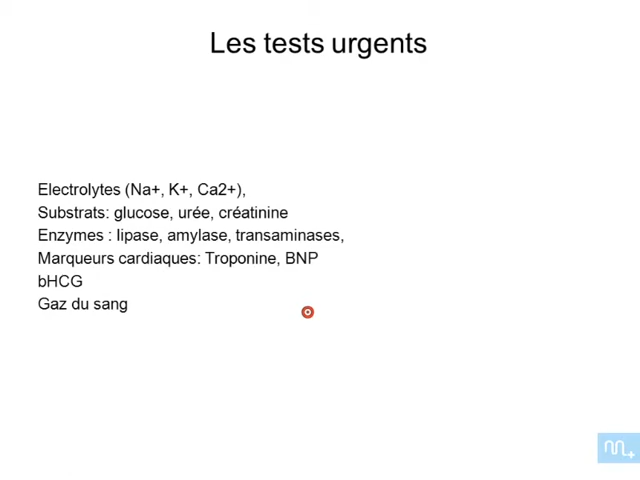 Les tests urgents
Electrolytes (Na+, K+, Ca2+),
Substrats: glucose, urée, créatinine
Enzymes : lipase, amylase, transaminases,
Marqueurs cardiaques: Troponine, BNP
bHCG
Gaz du sang